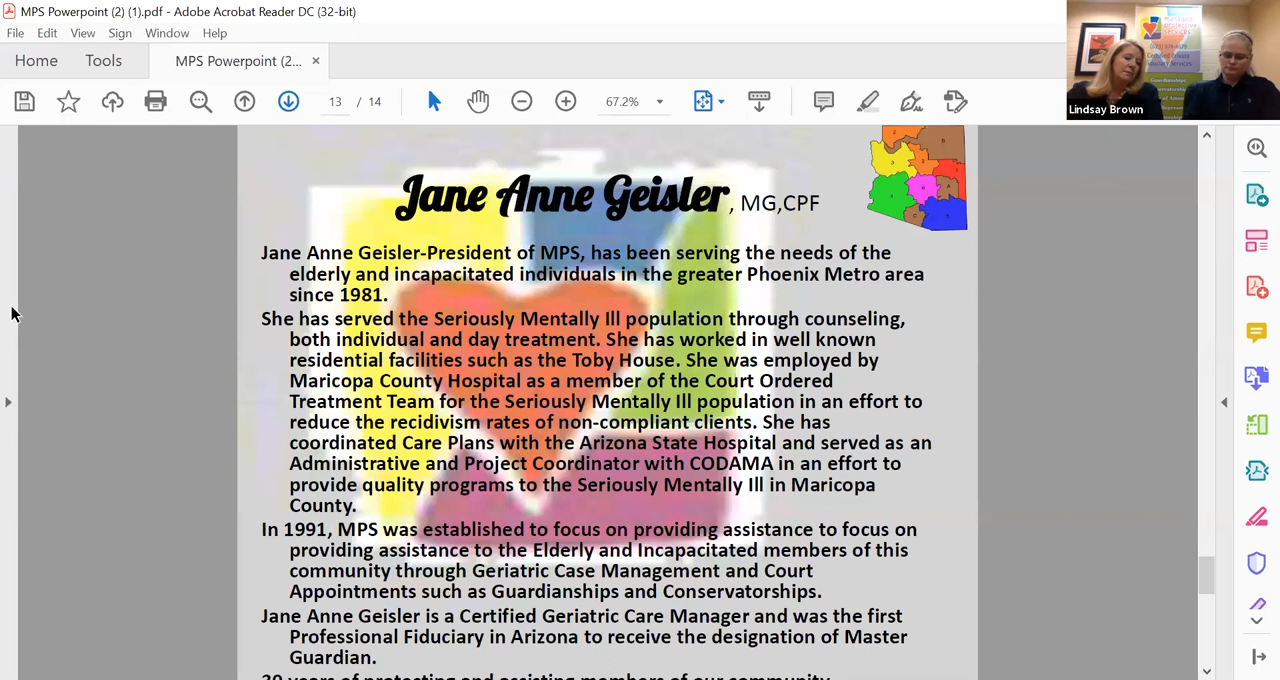 MPS Powerpoint (2) (1).pdf - Adobe Acrobat Reader DC (32-bit)
File Edit View Sign Window Help
Home Tools MPS Powerpoint (2... ×
13 / 14 67.2%
Lindsay Brown
Jane Anne Geisler, MG,CPF
Jane Anne Geisler-President of MPS, has been serving the needs of the
elderly and incapacitated individuals in the greater Phoenix Metro area
since 1981.
She has served the Seriously Mentally Ill population through counseling,
both individual and day treatment. She has worked in well known
residential facilities such as the Toby House. She was employed by
Maricopa County Hospital as a member of the Court Ordered
Treatment Team for the Seriously Mentally Ill population in an effort to
reduce the recidivism rates of non-compliant clients. She has
coordinated Care Plans with the Arizona State Hospital and served as an
Administrative and Project Coordinator with CODAMA in an effort to
provide quality programs to the Seriously Mentally Ill in Maricopa
County.
In 1991, MPS was established to focus on providing assistance to focus on
providing assistance to the Elderly and Incapacitated members of this
community through Geriatric Case Management and Court
Appointments such as Guardianships and Conservatorships.
Jane Anne Geisler is a Certified Geriatric Care Manager and was the first
Professional Fiduciary in Arizona to receive the designation of Master
Guardian.
30 years of protecting and assisting members of our community